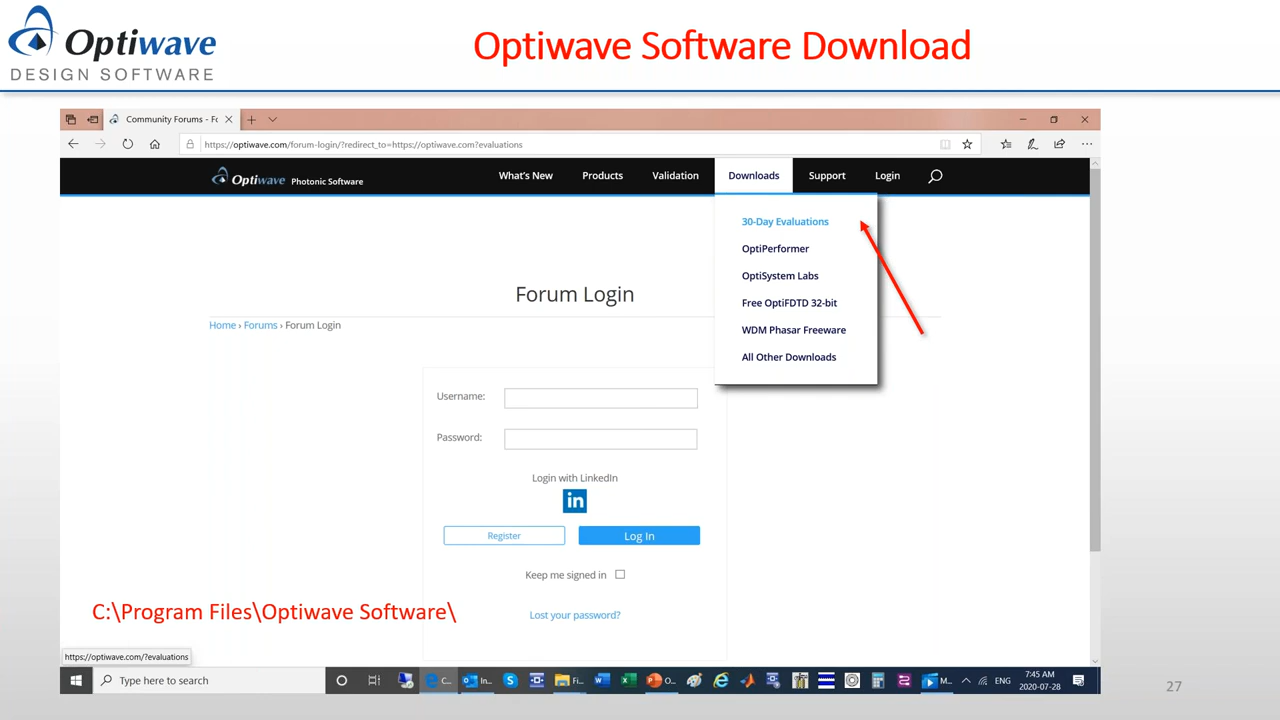 Optiwave
DESIGN SOFTWARE
Optiwave Software Download
Community Forums - Fo
https://optiwave.com/forum-login/?redirect_to=https://optiwave.com?evaluations
Optiwave Photonic Software
What's New
Products
Validation
Downloads
Support
Login
30-Day Evaluations
OptiPerformer
OptiSystem Labs
Free OptiFDTD 32-bit
WDM Phasar Freeware
All Other Downloads
Forum Login
Home › Forums › Forum Login
Username:
Password:
Login with LinkedIn
in
Register
Log In
Keep me signed in
Lost your password?
C:\Program Files\Optiwave Software\
https://optiwave.com/?evaluations
Type here to search
C...
In...
Fi...
O...
M...
ENG
7:45 AM
2020-07-28
27